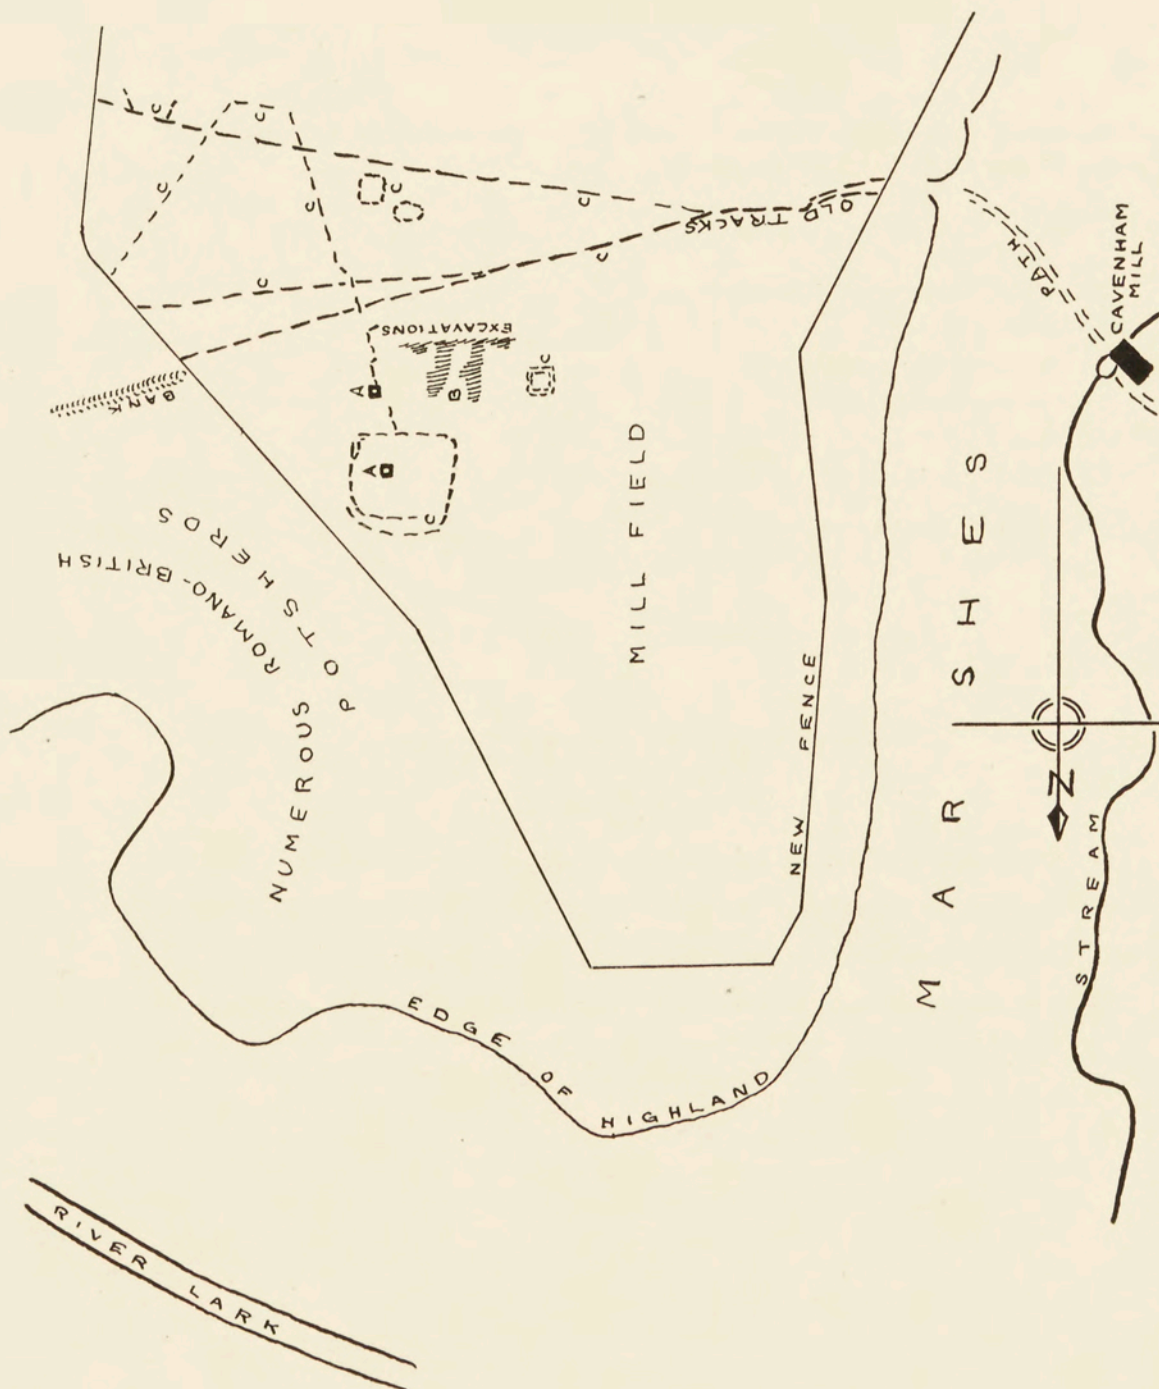 C
C
C
C
C
C
C
C
C
OLD TRACKS
PATH
CAVENHAM
MILL
EXCAVATIONS
BANK
A
B
C
A
C
MILL FIELD
NUMEROUS ROMANO-BRITISH
POTSHERDS
NEW FENCE
MARSHES
N
STREAM
EDGE OF HIGHLAND
RIVER LARK